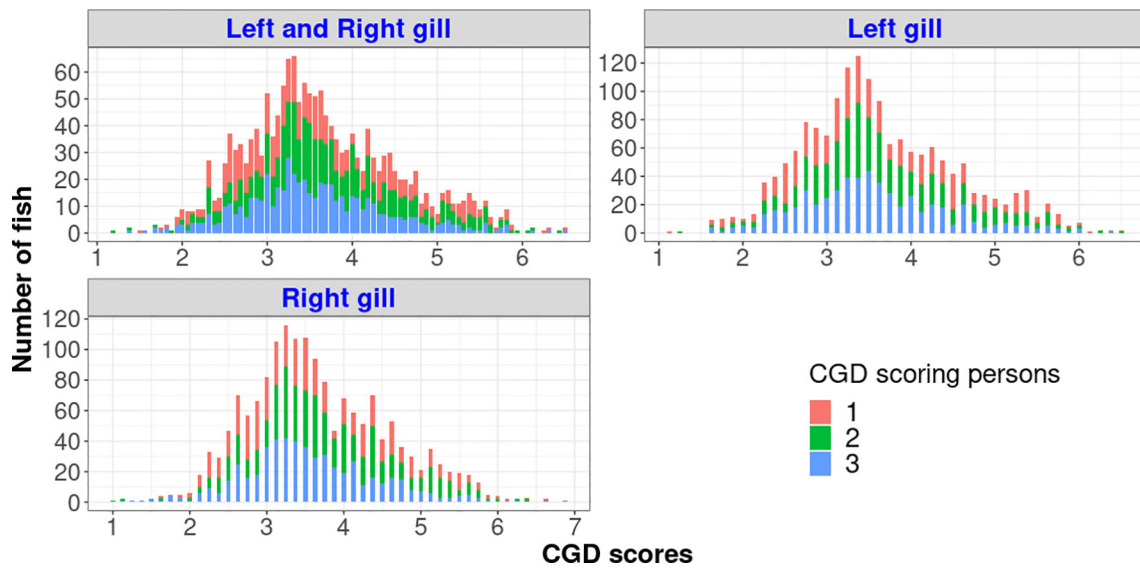 Left and Right gill
Left gill
60
50
40
30
20
10
0
1 2 3 4 5 6
120
100
80
60
40
20
0
1 2 3 4 5 6
Number of fish
Right gill
120
100
80
60
40
20
0
1 2 3 4 5 6 7
CGD scoring persons
1
2
3
CGD scores